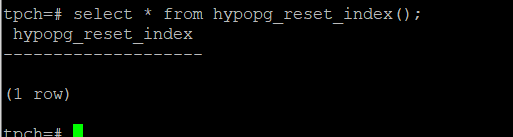 tpch=# select * from hypopg_reset_index();
 hypopg_reset_index
--------------------

(1 row)

tpch=#